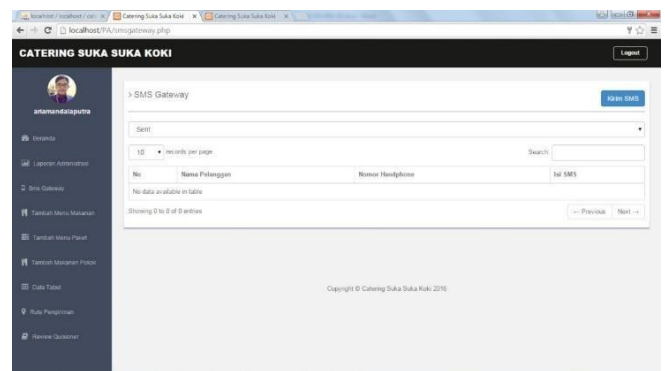 localhost / localhost / cat
Catering Suka Suka Koki
Catering Suka Suka Koki
localhost/PA/smsgateway.php
CATERING SUKA SUKA KOKI
Logout
artamandalaputra
> SMS Gateway
Kirim SMS
Beranda
Sent
Laporan Administrasi
10 records per page
Search:
No Nama Pelanggan Nomor Handphone Isi SMS
Sms Gateway
No data available in table
Tambah Menu Makanan
Showing 0 to 0 of 0 entries
← Previous Next →
Tambah Menu Paket
Tambah Makanan Pokok
Data Tabel
Copyright © Catering Suka Suka Koki 2016
Rute Pengiriman
Review Quisioner